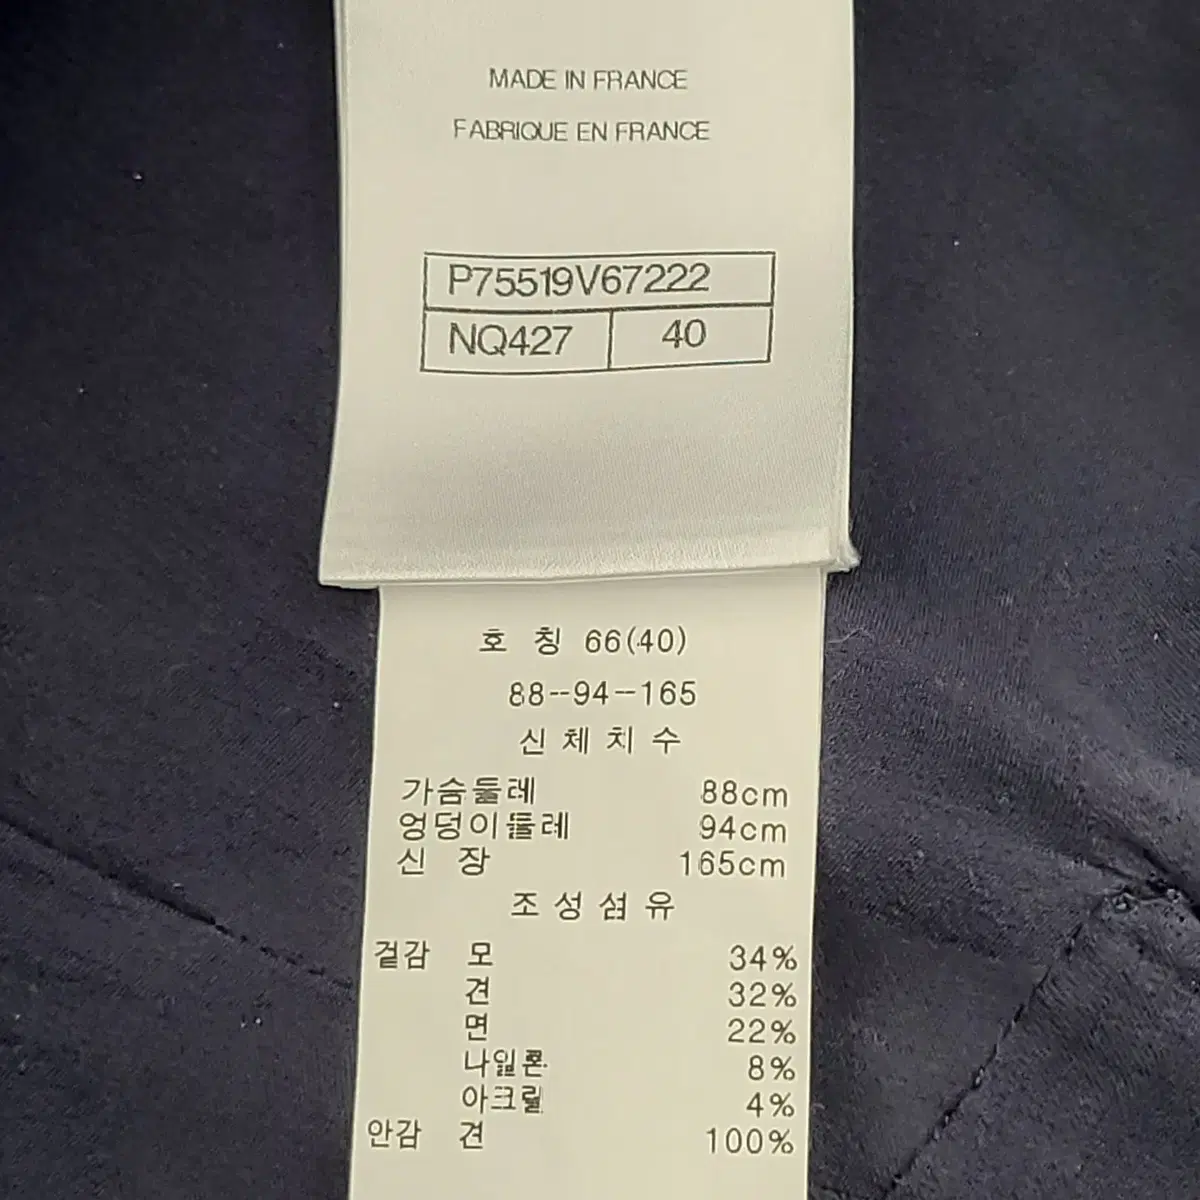 MADE IN FRANCE
FABRIQUE EN FRANCE
P75519V67222
NQ427 40
호 칭 66(40)
88-94-165
신체치수
가슴둘레 88cm
엉덩이둘레 94cm
신 장 165cm
조성섬유
겉감 모 34%
견 32%
면 22%
나일론 8%
아크릴 4%
안감 견 100%